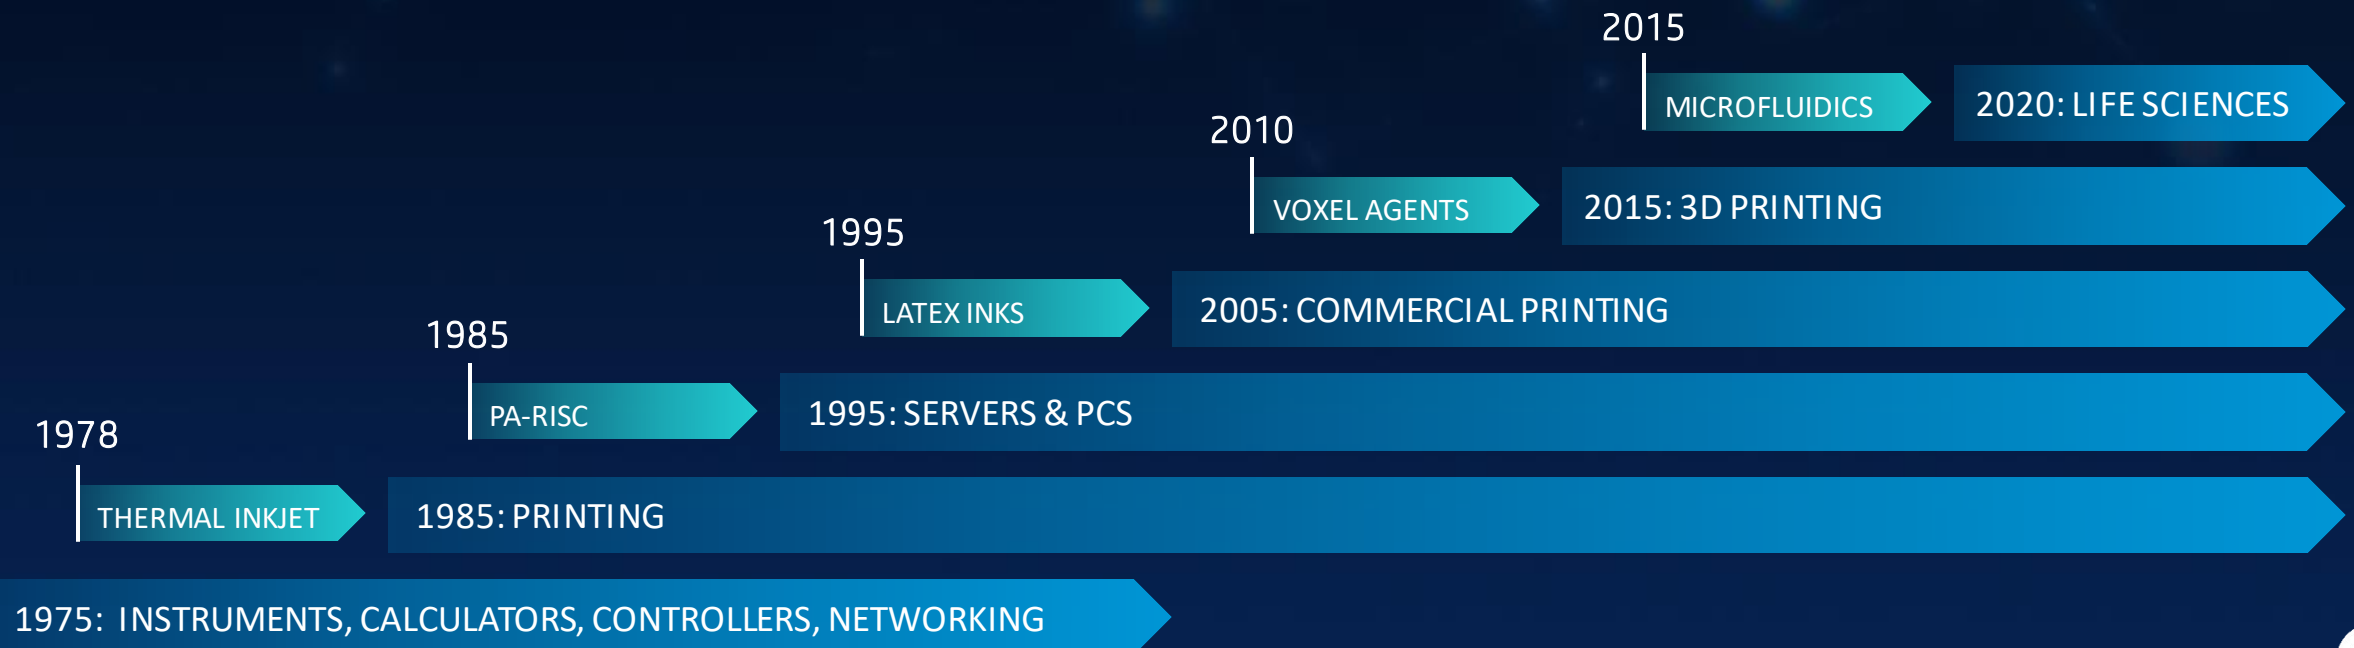 2015
MICROFLUIDICS
2020: LIFE SCIENCES
2010
VOXEL AGENTS
2015: 3D PRINTING
1995
LATEX INKS
2005: COMMERCIAL PRINTING
1985
PA-RISC
1995: SERVERS & PCS
1978
THERMAL INKJET
1985: PRINTING
1975: INSTRUMENTS, CALCULATORS, CONTROLLERS, NETWORKING